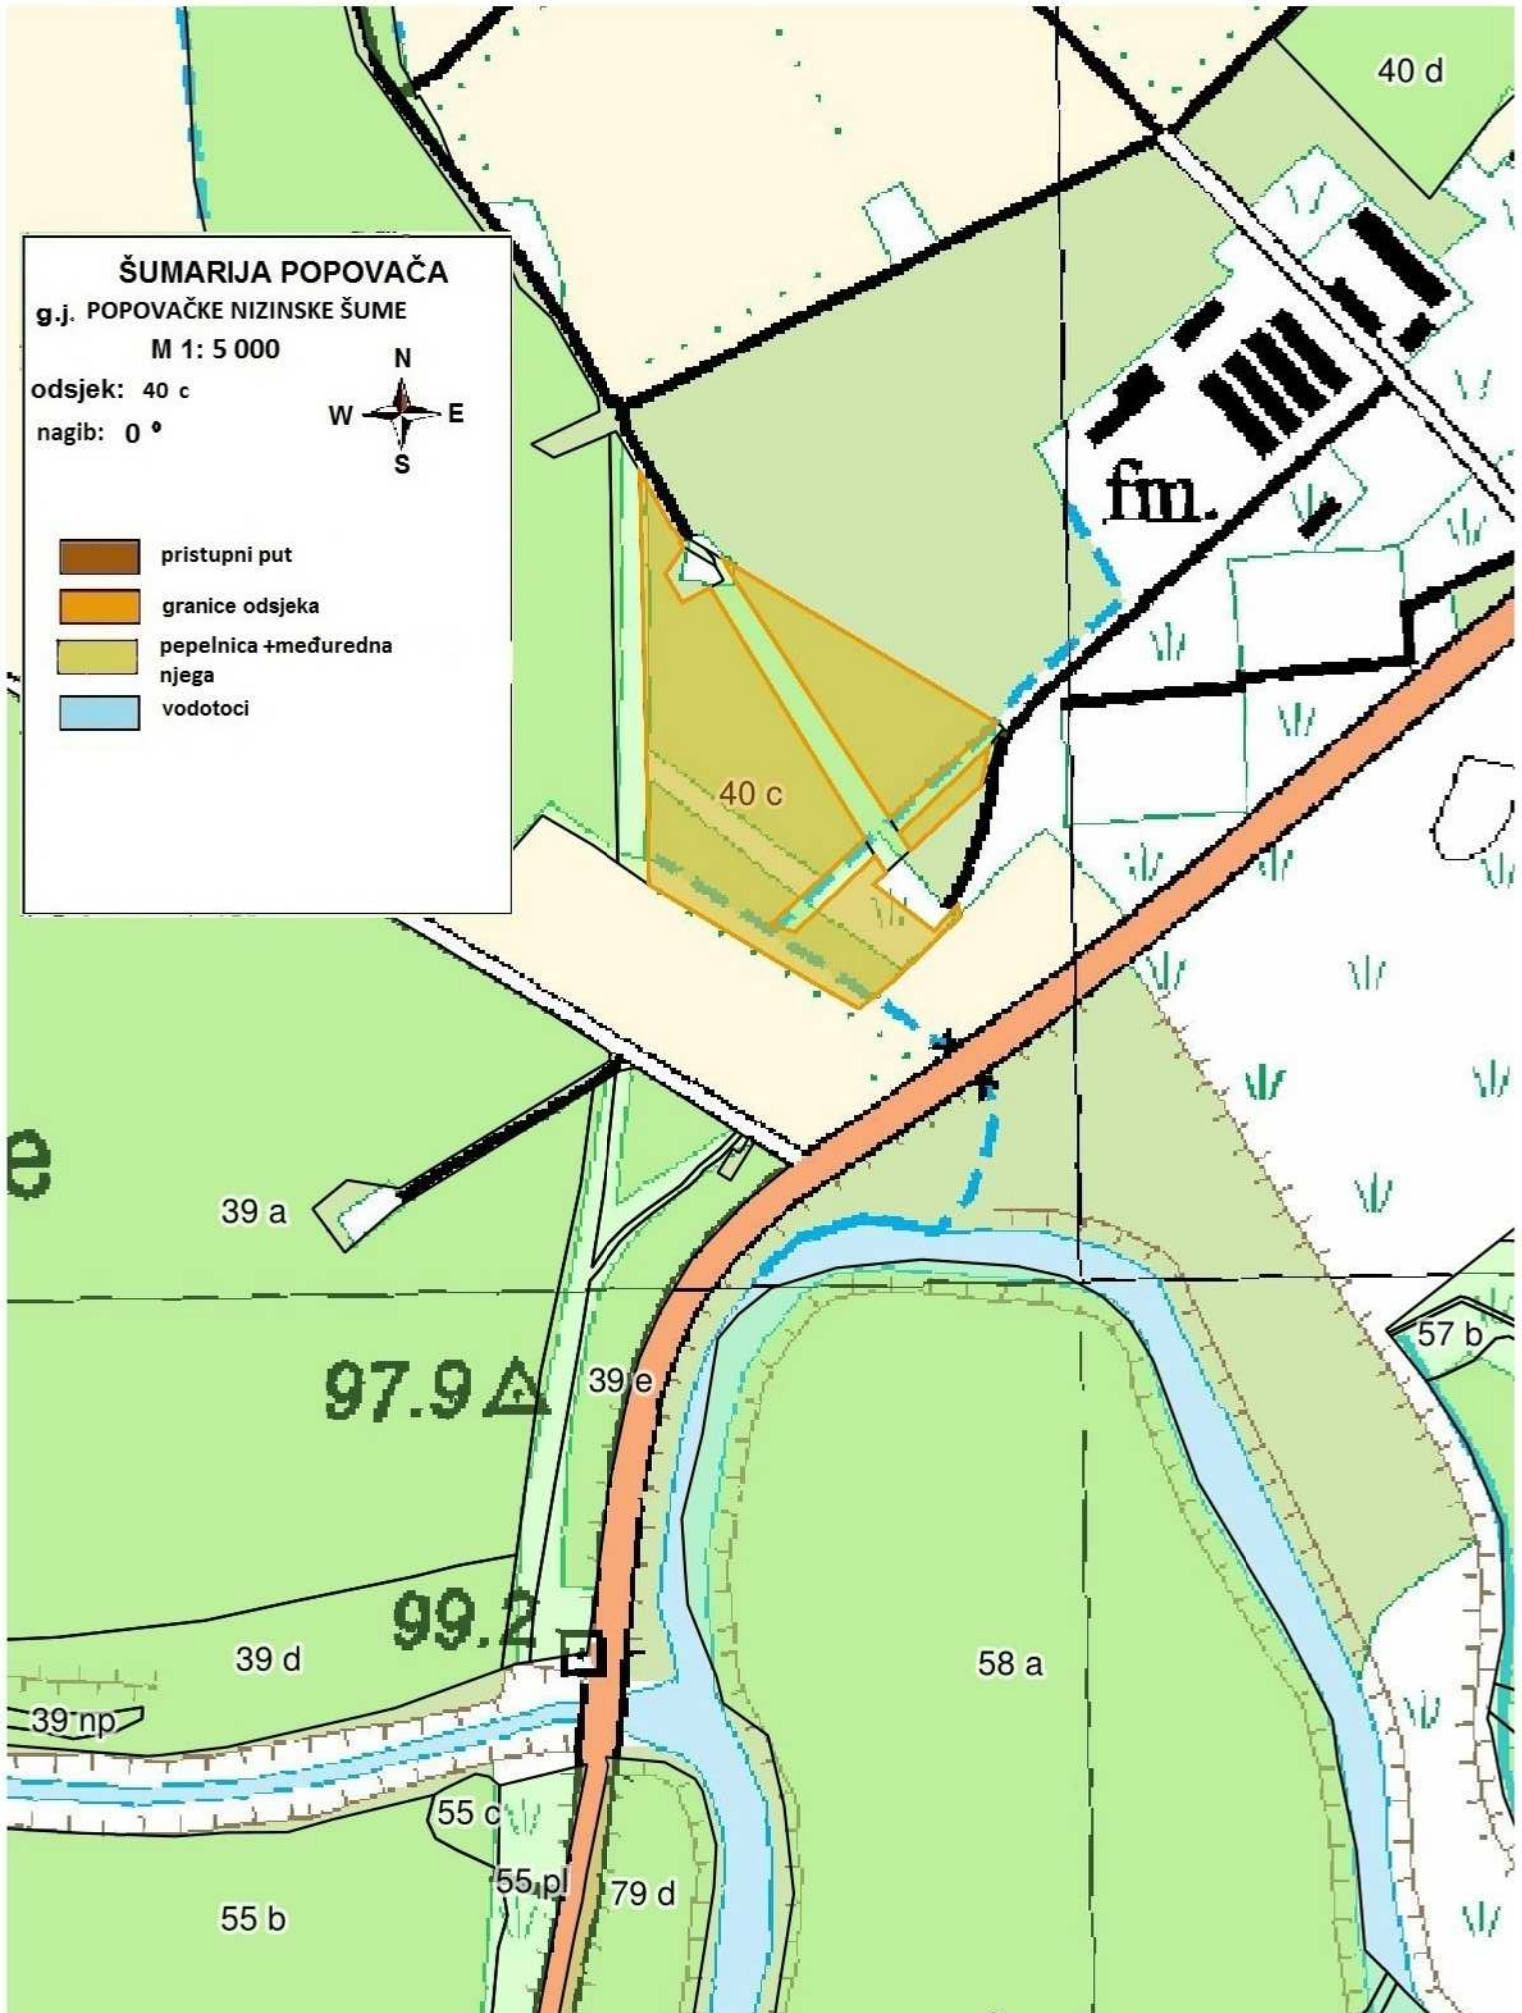 40 d
ŠUMARIJA POPOVAČA
g.j. POPOVAČKE NIZINSKE ŠUME
M 1: 5 000
N
odsjek: 40 c
W E
nagib: 0 °
S
fm.
pristupni put
granice odsjeka
pepelnica +međuredna
njega
vodotoci
40 c
e
39 a
57 b
97.9
39 e
99.2
39 d
58 a
39 np
55 c
55 pl
79 d
55 b